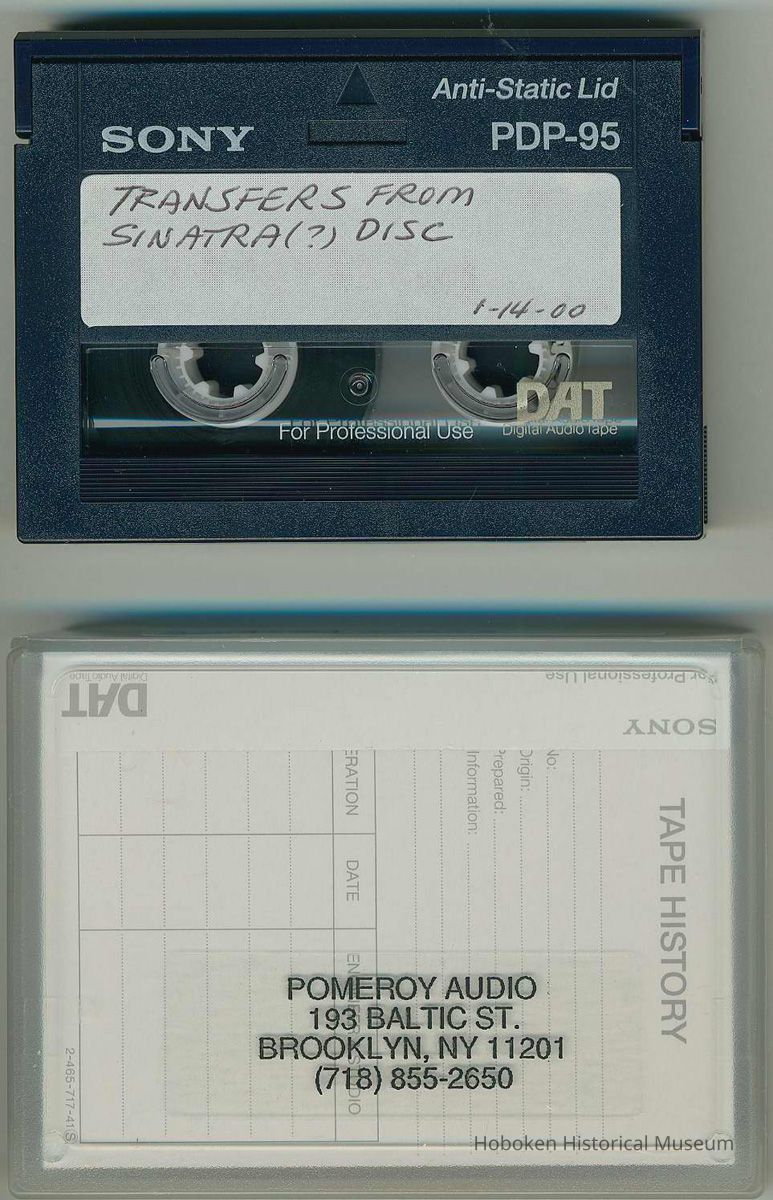 Anti-Static Lid
SONY
PDP-95
TRANSFERS FROM
SINATRA(?) DISC
1-14-00
DAT
For Professional Use
Digital Audio Tape
Digital Audio Tape
DAT
For Professional Use
SONY
TAPE HISTORY
No:
Origin:
Prepared:
Information:
ERATION
DATE
STUDIO
POMEROY AUDIO
193 BALTIC ST.
BROOKLYN, NY 11201
(718) 855-2650
2-465-717-41 S
Hoboken Historical Museum